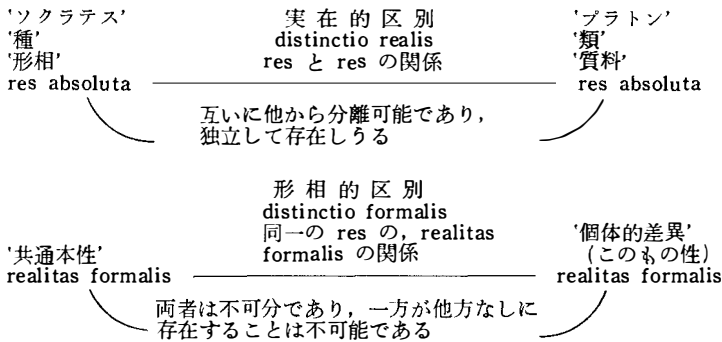 ‘ソクラテス’
‘種’
‘形相’
res absoluta
実在的区別
distinctio realis
res と res の関係
‘プラトン’
‘類’
‘質料’
res absoluta
互いに他から分離可能であり，
独立して存在しうる
形相的区別
distinctio formalis
同一の res の，realitas
formalis の関係
‘共通本性’
realitas formalis
‘個体的差異’
（このもの性）
realitas formalis
両者は不可分であり，一方が他方なしに
存在することは不可能である